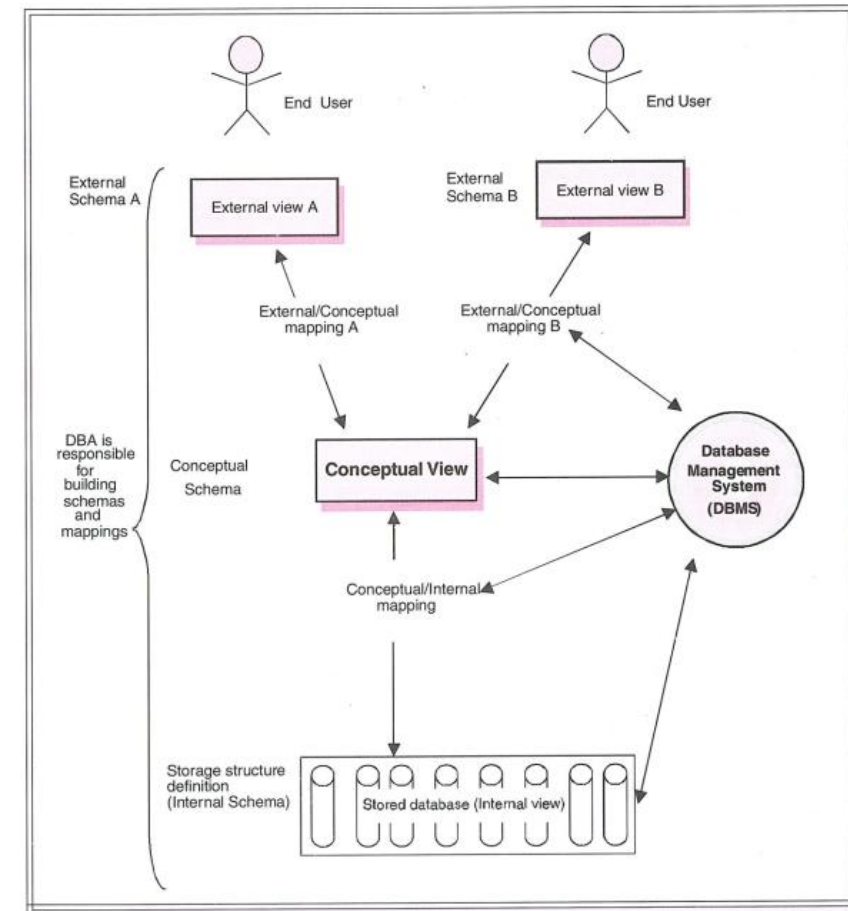 End User
End User
External
Schema A
External view A
External
Schema B
External view B
External/Conceptual
mapping A
External/Conceptual
mapping B
DBA is
responsible
for
building
schemas
and
mappings
Conceptual
Schema
Conceptual View
Database
Management
System
(DBMS)
Conceptual/Internal
mapping
Storage structure
definition
(Internal Schema)
Stored database (Internal view)